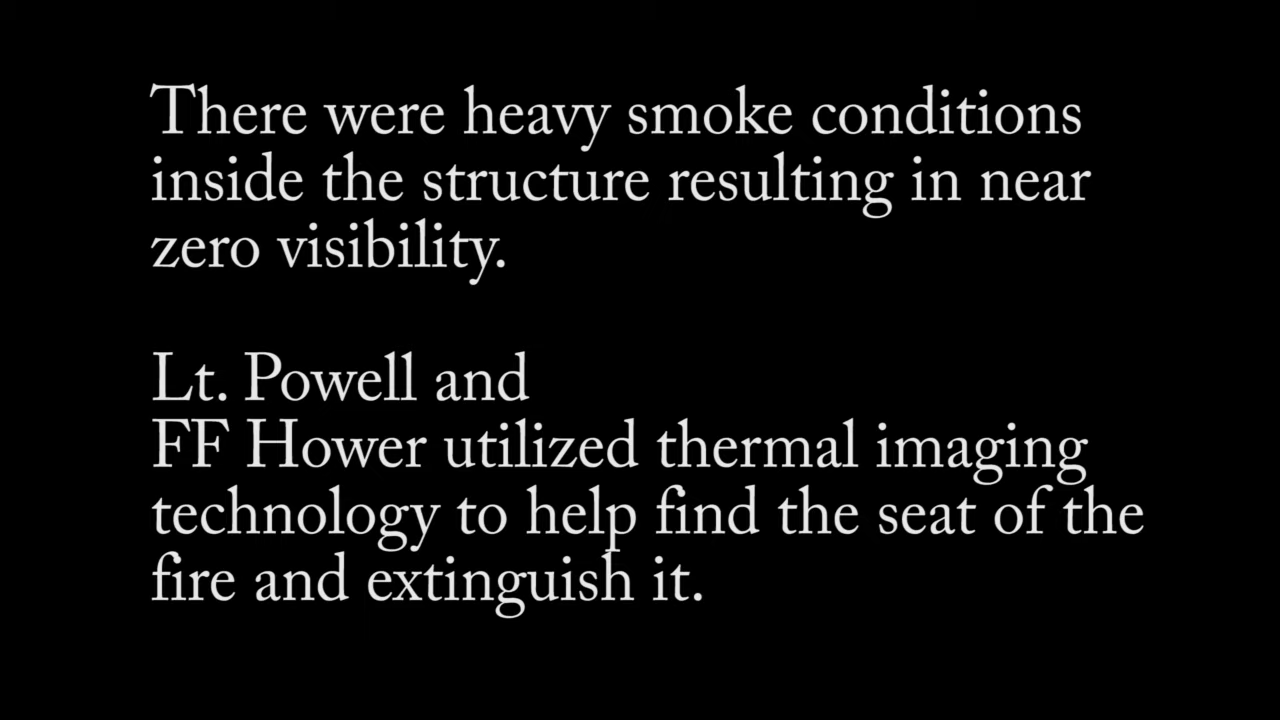 There were heavy smoke conditions
inside the structure resulting in near
zero visibility.
Lt. Powell and
FF Hower utilized thermal imaging
technology to help find the seat of the
fire and extinguish it.